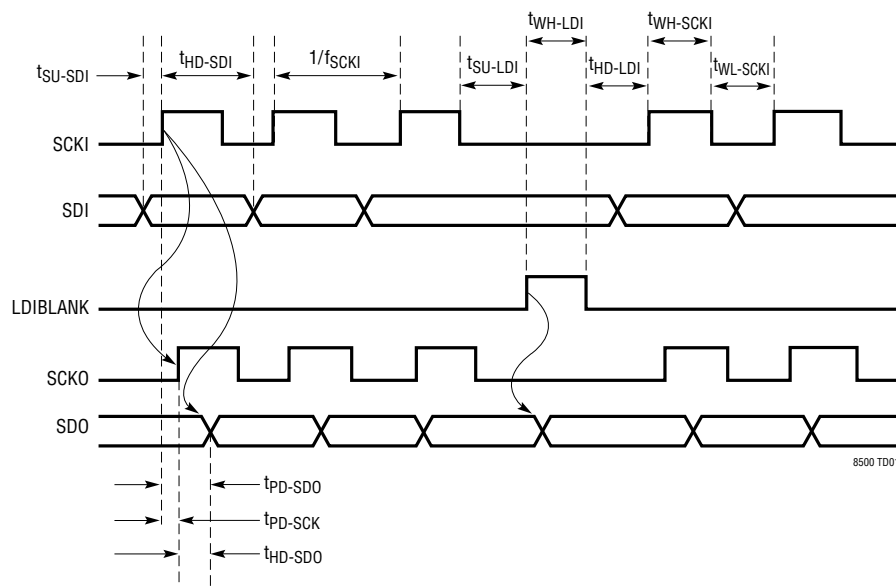 tWH-LDI
tWH-SCKI
tHD-SDI
1/fSCKI
tSU-LDI
tHD-LDI
tWL-SCKI
tSU-SDI
SCKI
SDI
LDIBLANK
SCKO
SDO
8500 TD01
tPD-SDO
tPD-SCK
tHD-SDO